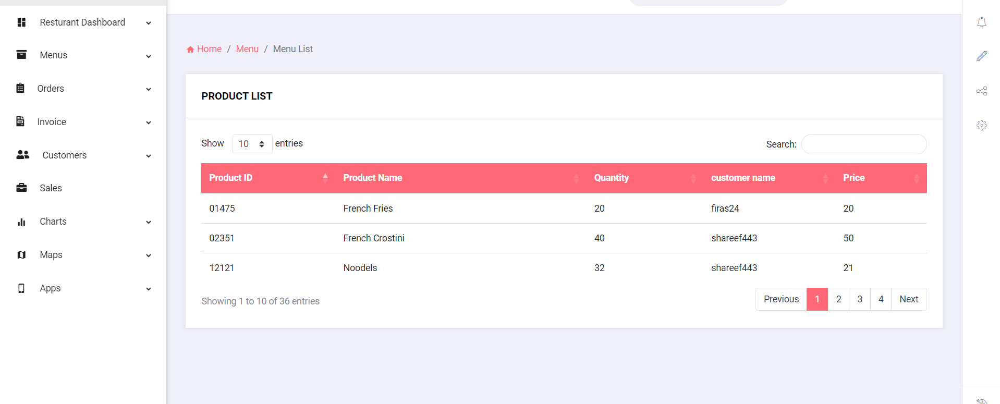 Resturant Dashboard
Menus
Orders
Invoice
Customers
Sales
Charts
Maps
Apps
Home / Menu / Menu List
PRODUCT LIST
Show 10 entries
Search:
Product ID Product Name Quantity customer name Price
01475 French Fries 20 firas24 20
02351 French Crostini 40 shareef443 50
12121 Noodels 32 shareef443 21
Showing 1 to 10 of 36 entries
Previous 1 2 3 4 Next